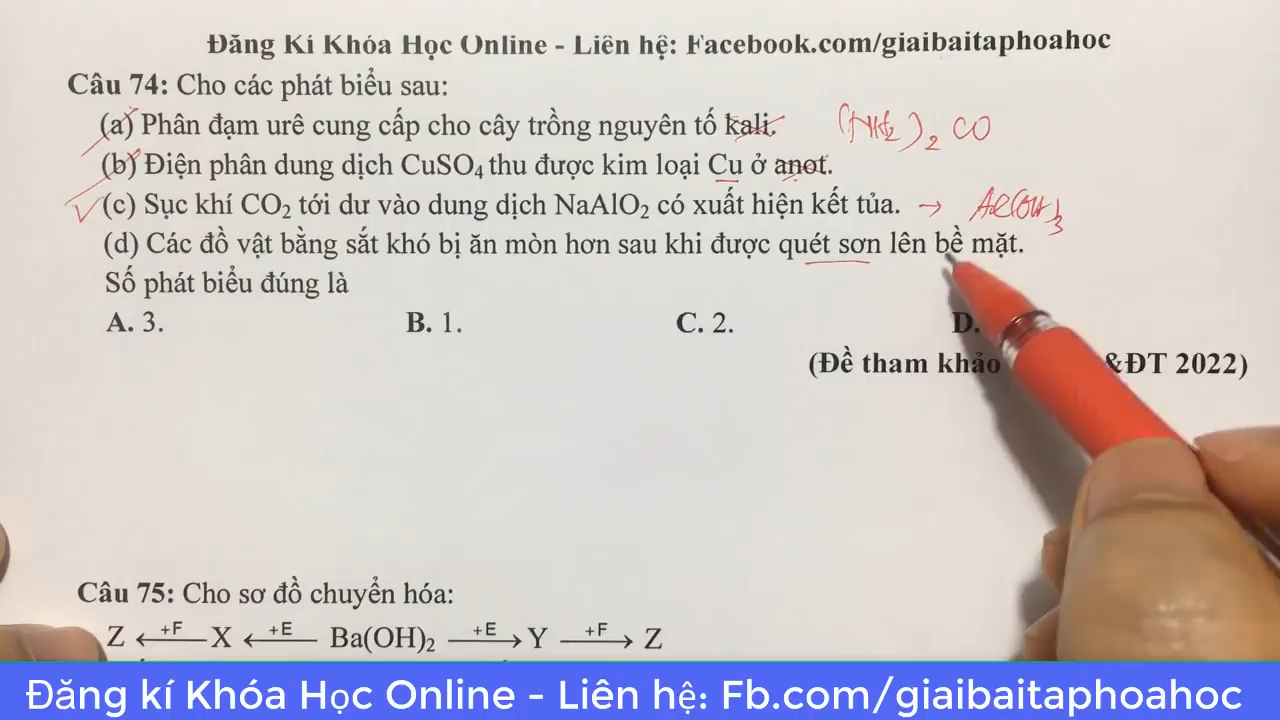 Đăng Kí Khóa Học Online - Liên hệ: Facebook.com/giaibaitaphoahoc
Câu 74: Cho các phát biểu sau:
(a) Phân đạm urê cung cấp cho cây trồng nguyên tố kali. (NH₂)₂CO
(b) Điện phân dung dịch CuSO₄ thu được kim loại Cu ở anot.
(c) Sục khí CO₂ tới dư vào dung dịch NaAlO₂ có xuất hiện kết tủa. → Al(OH)₃
(d) Các đồ vật bằng sắt khó bị ăn mòn hơn sau khi được quét sơn lên bề mặt.
Số phát biểu đúng là
A. 3. B. 1. C. 2. D.
(Đề tham khảo &ĐT 2022)
Câu 75: Cho sơ đồ chuyển hóa:
Z ←+F X ←+E Ba(OH)₂ +E→ Y +F→ Z
Đăng kí Khóa Học Online - Liên hệ: Fb.com/giaibaitaphoahoc